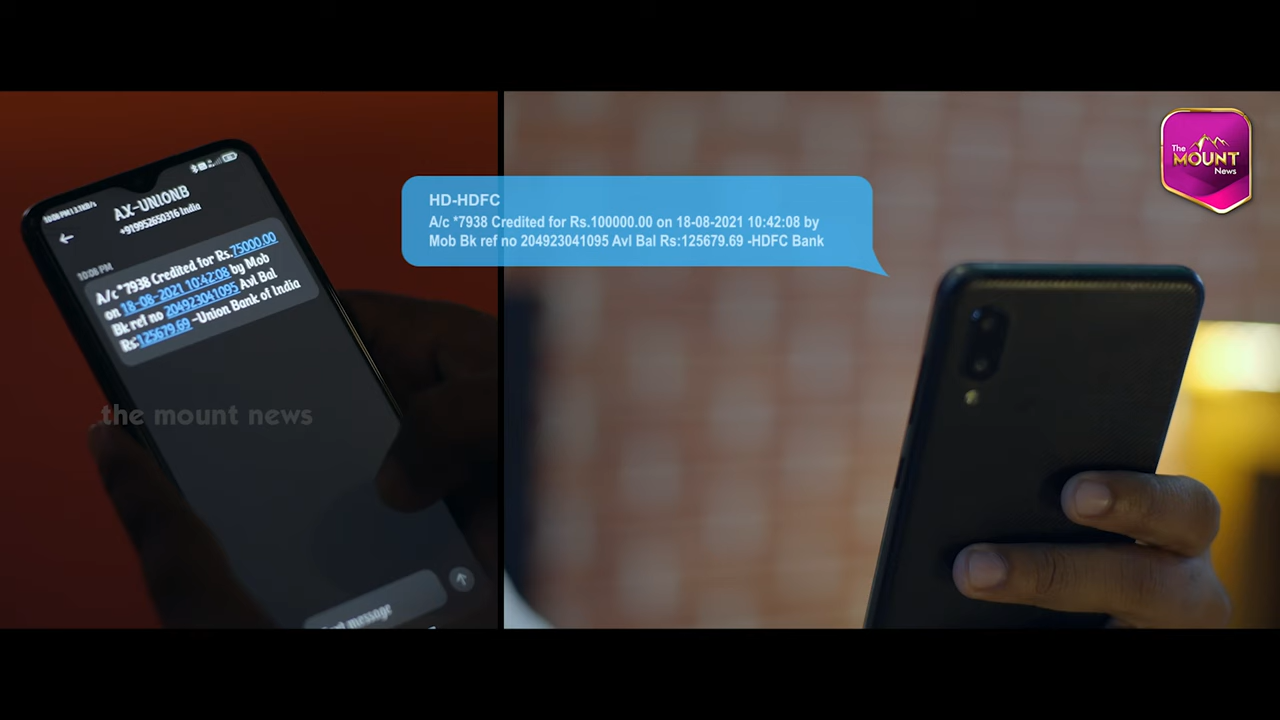 The
MOUNT
News
HD-HDFC
A/c *7938 Credited for Rs.100000.00 on 18-08-2021 10:42:08 by
Mob Bk ref no 204923041095 Avl Bal Rs:125679.69 -HDFC Bank
AX-UNIONB
+919952650316 India
10:08 PM
A/c *7938 Credited for Rs.75000.00
on 18-08-2021 10:42:08 by Mob
Bk ref no 204923041095 Avl Bal
Rs:125679.69 -Union Bank of India
the mount news
message